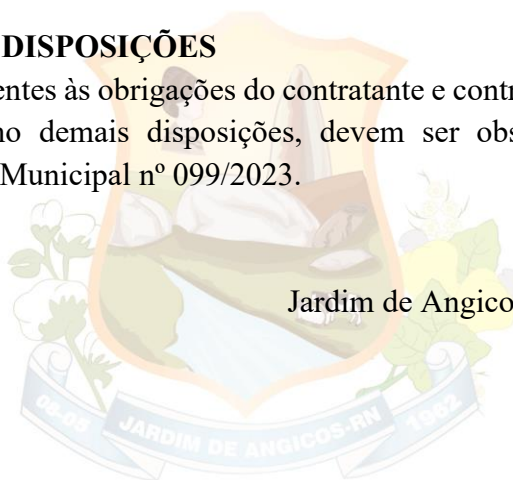 DISPOSIÇÕES
entes às obrigações do contratante e contr
no demais disposições, devem ser obs
Municipal nº 099/2023.
Jardim de Angico
08-05
JARDIM DE ANGICOS-RN
1962